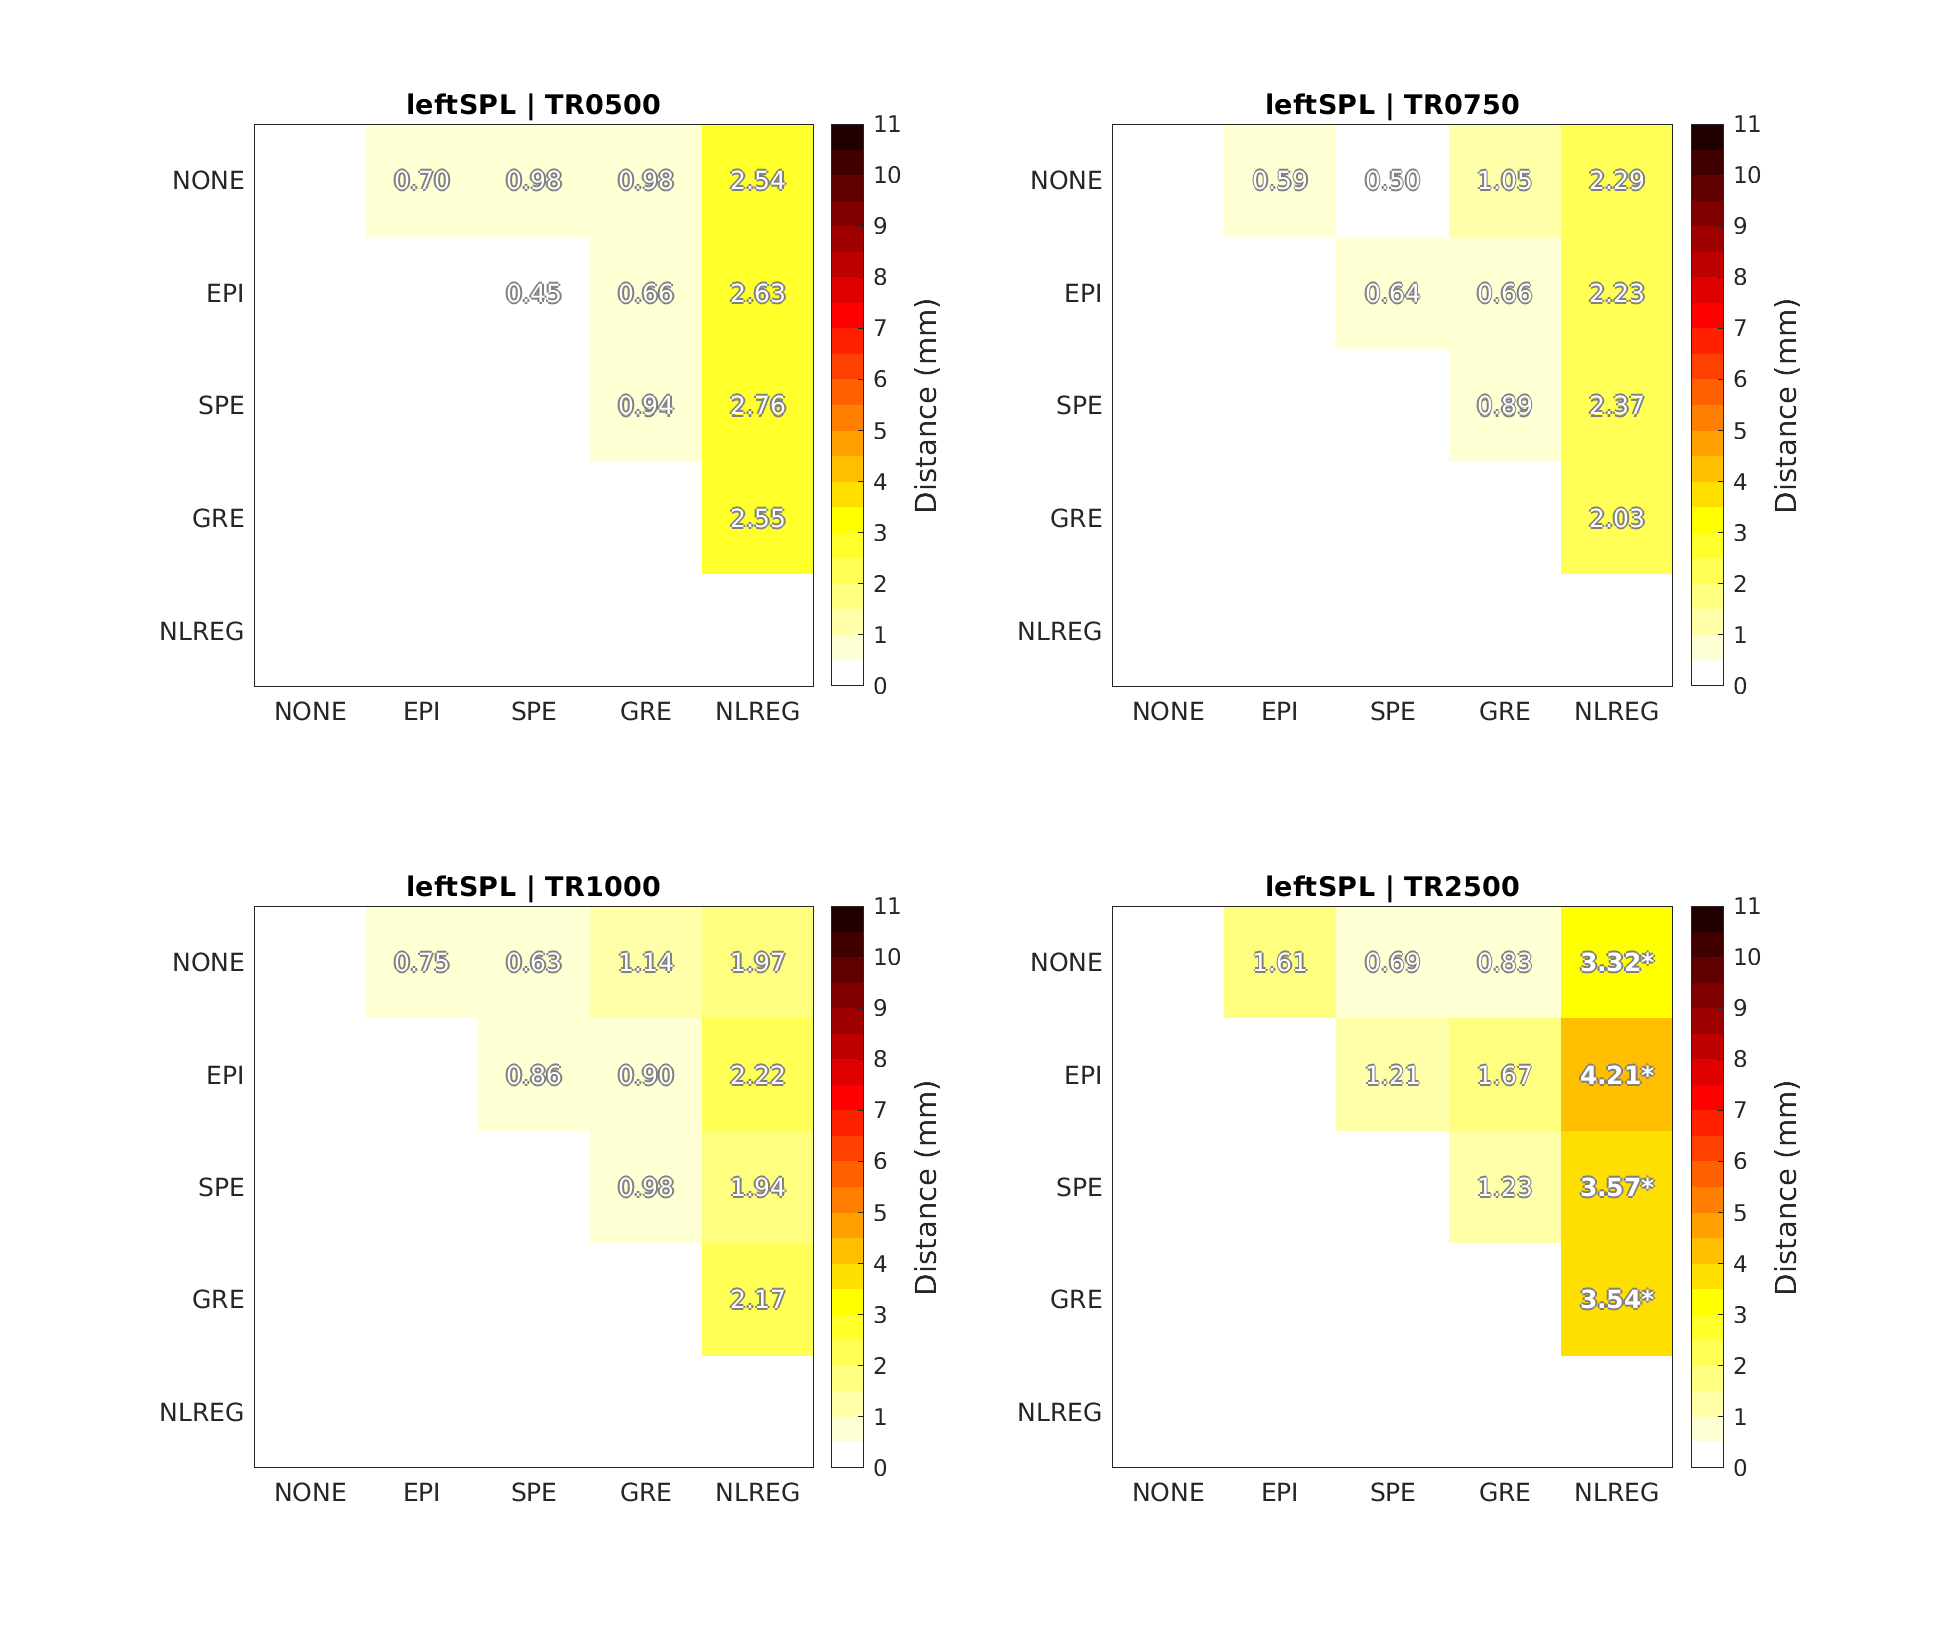 leftSPL | TR0500
NONE 0.70 0.98 0.98 2.54
EPI 0.45 0.66 2.63
SPE 0.94 2.76
GRE 2.55
NLREG
NONE EPI SPE GRE NLREG
11
10
9
8
7
6
5
4
3
2
1
0
Distance (mm)
leftSPL | TR0750
NONE 0.59 0.50 1.05 2.29
EPI 0.64 0.66 2.23
SPE 0.89 2.37
GRE 2.03
NLREG
NONE EPI SPE GRE NLREG
11
10
9
8
7
6
5
4
3
2
1
0
Distance (mm)
leftSPL | TR1000
NONE 0.75 0.63 1.14 1.97
EPI 0.86 0.90 2.22
SPE 0.98 1.94
GRE 2.17
NLREG
NONE EPI SPE GRE NLREG
11
10
9
8
7
6
5
4
3
2
1
0
Distance (mm)
leftSPL | TR2500
NONE 1.61 0.69 0.83 3.32*
EPI 1.21 1.67 4.21*
SPE 1.23 3.57*
GRE 3.54*
NLREG
NONE EPI SPE GRE NLREG
11
10
9
8
7
6
5
4
3
2
1
0
Distance (mm)